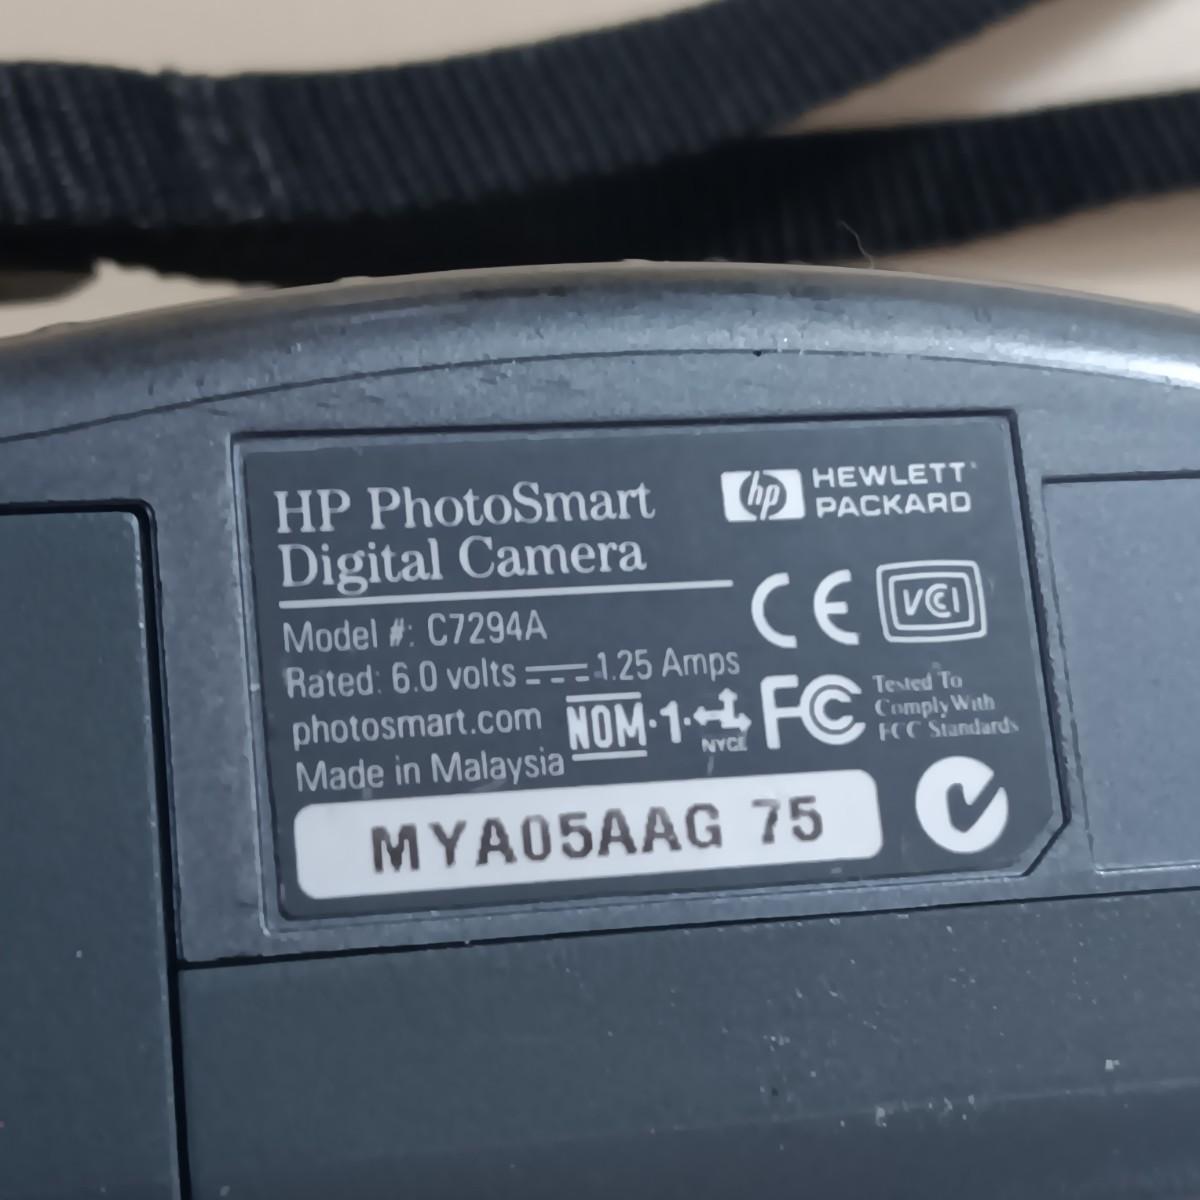 HP PhotoSmart
Digital Camera
hp HEWLETT
PACKARD
Model #: C7294A
CE VCI
Rated: 6.0 volts 1.25 Amps
photosmart.com
NOM-1- NYCE
FC Tested To
Comply With
FCC Standards
Made in Malaysia
MYA05AAG 75